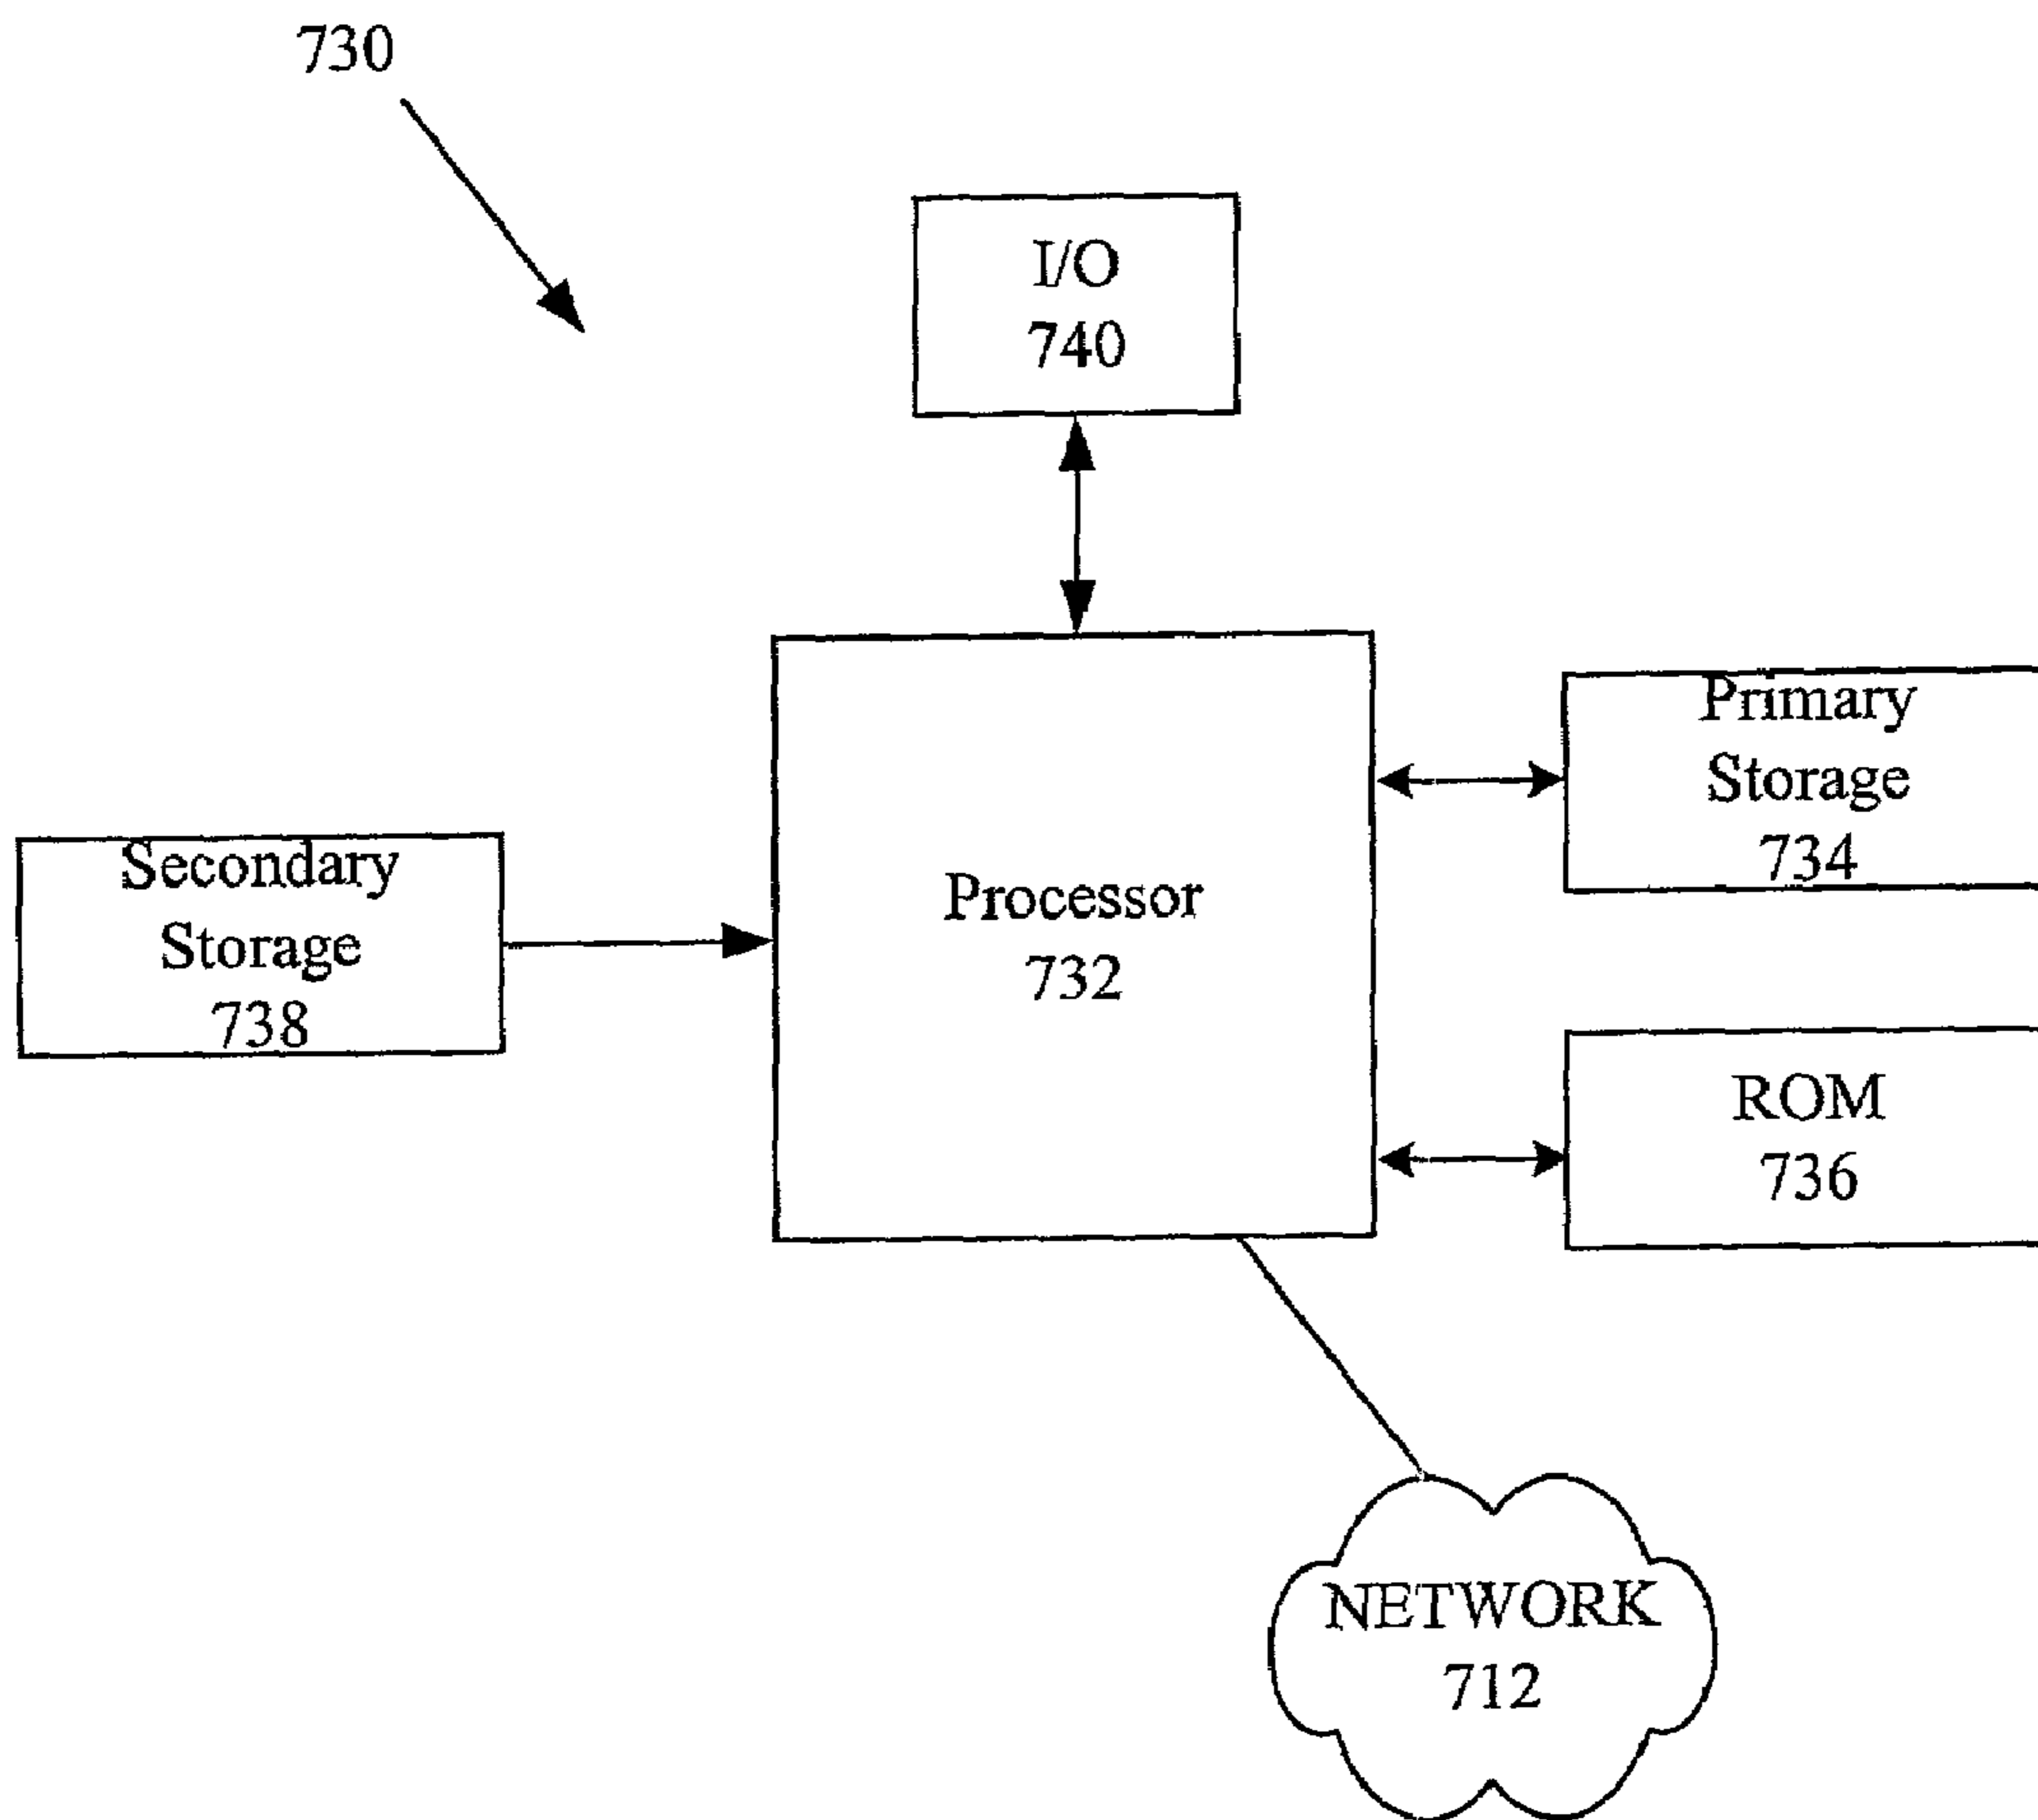 730
I/O
740
Primary
Storage
734
Secondary
Storage
738
Processor
732
ROM
736
NETWORK
712